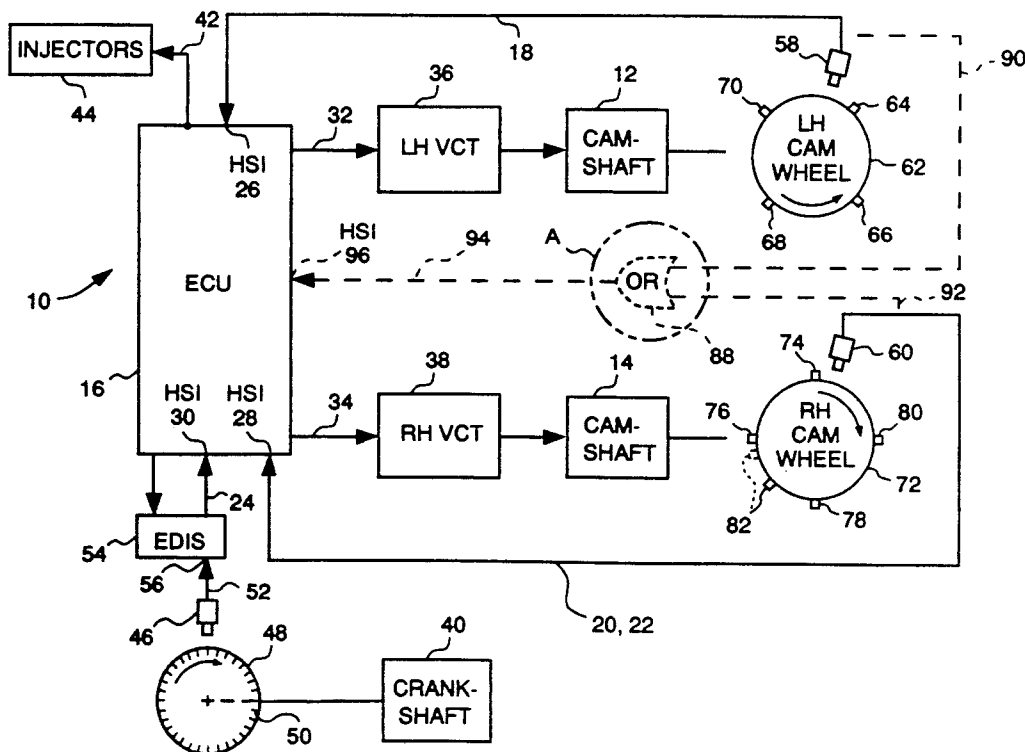 INJECTORS
42
44
18
58
90
70
64
LH
CAM
WHEEL
62
68
66
32
36
LH VCT
12
CAM-
SHAFT
HSI
26
HSI
96
94
A
OR
88
92
ECU
10
16
HSI
30
HSI
28
34
38
RH VCT
14
CAM-
SHAFT
74
60
76
80
RH
CAM
WHEEL
72
82
78
24
54
EDIS
56
52
20, 22
46
48
50
40
CRANK-
SHAFT